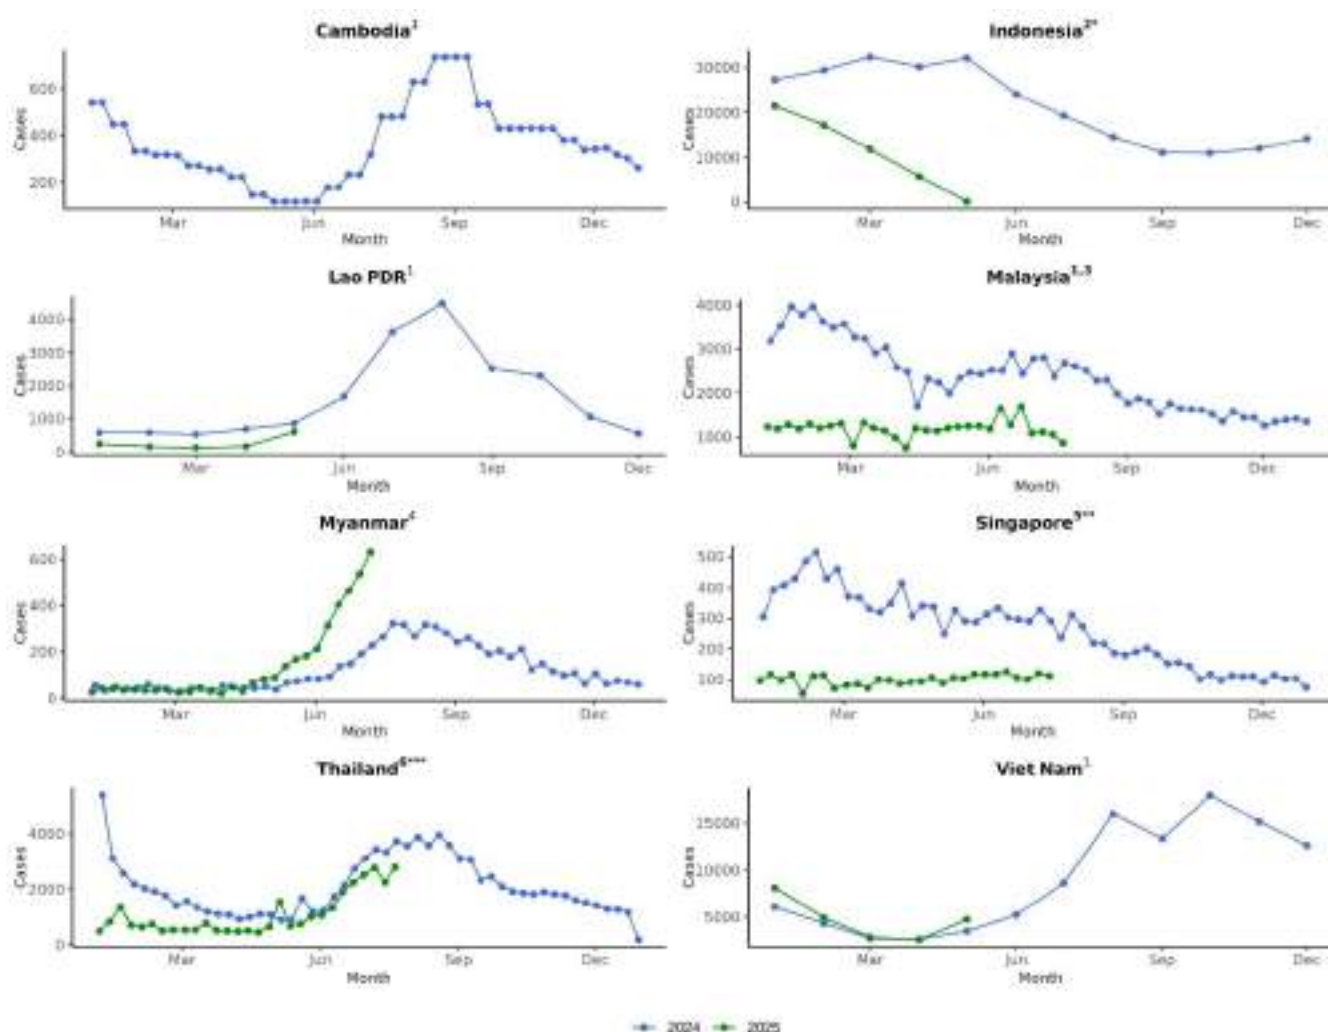 Cambodia¹
Cases
600
400
200
Mar
Jun
Sep
Dec
Month
Indonesia²*
Cases
30000
20000
10000
0
Mar
Jun
Sep
Dec
Month
Lao PDR¹
Cases
4000
3000
2000
1000
0
Mar
Jun
Sep
Dec
Month
Malaysia¹,³
Cases
4000
3000
2000
1000
Mar
Jun
Sep
Dec
Month
Myanmar⁴
Cases
600
400
200
0
Mar
Jun
Sep
Dec
Month
Singapore⁵**
Cases
500
400
300
200
100
Mar
Jun
Sep
Dec
Month
Thailand⁶***
Cases
4000
2000
0
Mar
Jun
Sep
Dec
Month
Viet Nam¹
Cases
15000
10000
5000
Mar
Jun
Sep
Dec
Month
2024
2025